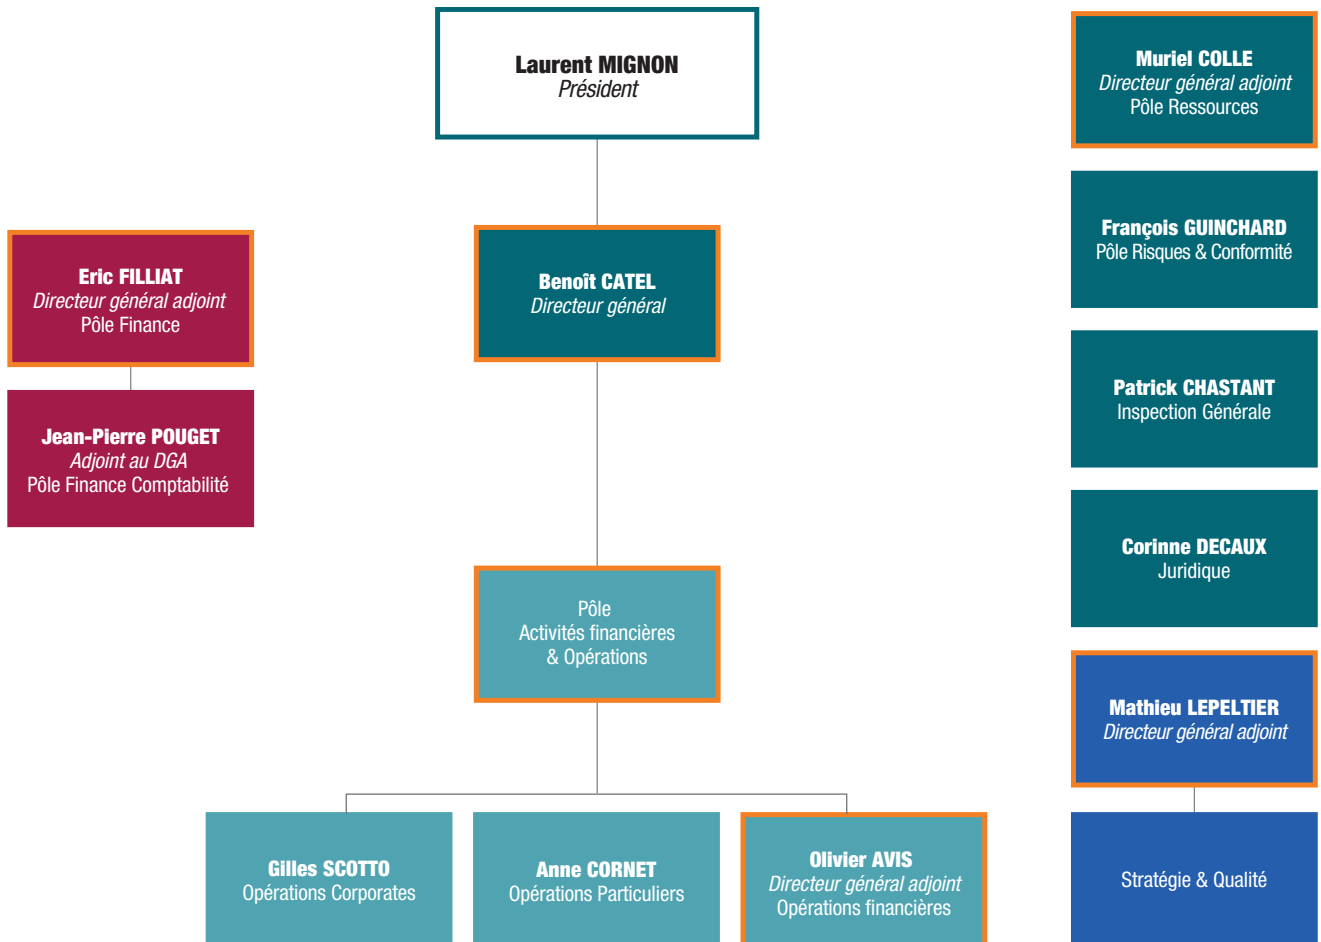 Laurent MIGNON
Président
Muriel COLLE
Directeur général adjoint
Pôle Ressources
François GUINCHARD
Pôle Risques & Conformité
Eric FILLIAT
Directeur général adjoint
Pôle Finance
Benoît CATEL
Directeur général
Patrick CHASTANT
Inspection Générale
Jean-Pierre POUGET
Adjoint au DGA
Pôle Finance Comptabilité
Corinne DECAUX
Juridique
Pôle
Activités financières
& Opérations
Mathieu LEPELTIER
Directeur général adjoint
Gilles SCOTTO
Opérations Corporates
Anne CORNET
Opérations Particuliers
Olivier AVIS
Directeur général adjoint
Opérations financières
Stratégie & Qualité